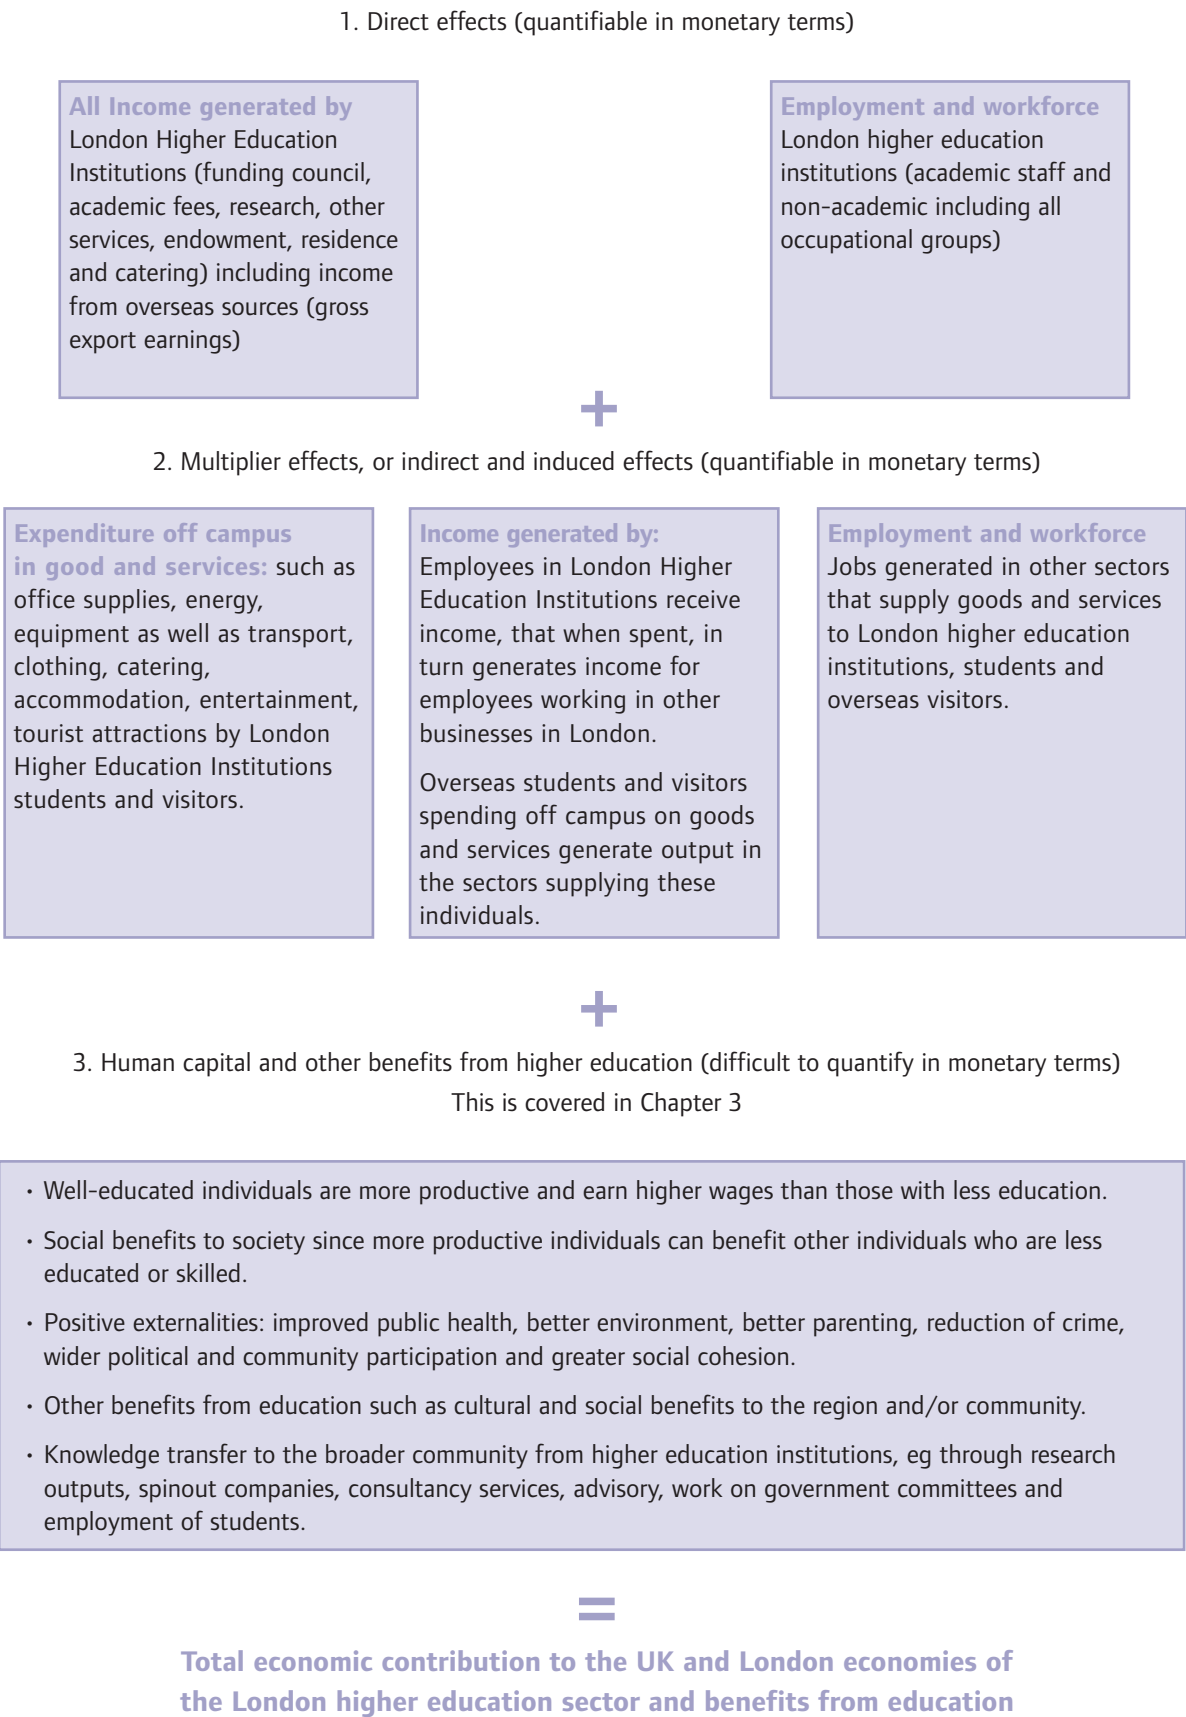 1. Direct effects (quantifiable in monetary terms)
All Income generated by
London Higher Education
Institutions (funding council,
academic fees, research, other
services, endowment, residence
and catering) including income
from overseas sources (gross
export earnings)
Employment and workforce
London higher education
institutions (academic staff and
non-academic including all
occupational groups)
+
2. Multiplier effects, or indirect and induced effects (quantifiable in monetary terms)
Expenditure off campus
in good and services: such as
office supplies, energy,
equipment as well as transport,
clothing, catering,
accommodation, entertainment,
tourist attractions by London
Higher Education Institutions
students and visitors.
Income generated by:
Employees in London Higher
Education Institutions receive
income, that when spent, in
turn generates income for
employees working in other
businesses in London.
Overseas students and visitors
spending off campus on goods
and services generate output in
the sectors supplying these
individuals.
Employment and workforce
Jobs generated in other sectors
that supply goods and services
to London higher education
institutions, students and
overseas visitors.
+
3. Human capital and other benefits from higher education (difficult to quantify in monetary terms)
This is covered in Chapter 3
• Well-educated individuals are more productive and earn higher wages than those with less education.
• Social benefits to society since more productive individuals can benefit other individuals who are less
educated or skilled.
• Positive externalities: improved public health, better environment, better parenting, reduction of crime,
wider political and community participation and greater social cohesion.
• Other benefits from education such as cultural and social benefits to the region and/or community.
• Knowledge transfer to the broader community from higher education institutions, eg through research
outputs, spinout companies, consultancy services, advisory, work on government committees and
employment of students.
=
Total economic contribution to the UK and London economies of
the London higher education sector and benefits from education